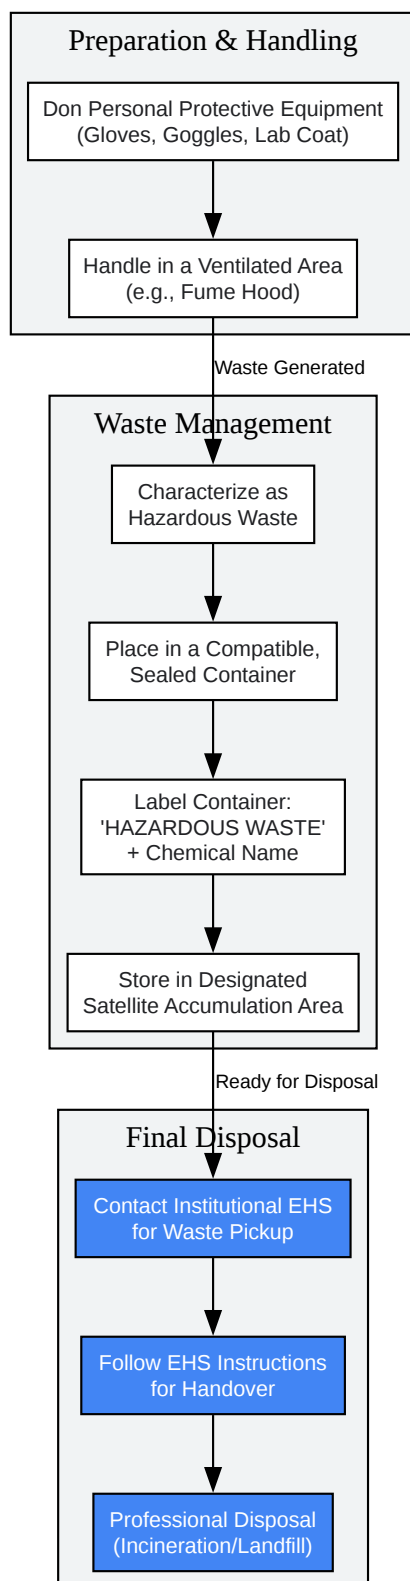 Preparation & Handling
Don Personal Protective Equipment
(Gloves, Goggles, Lab Coat)
Handle in a Ventilated Area
(e.g., Fume Hood)
Waste Generated
Waste Management
Characterize as
Hazardous Waste
Place in a Compatible,
Sealed Container
Label Container:
'HAZARDOUS WASTE'
+ Chemical Name
Store in Designated
Satellite Accumulation Area
Ready for Disposal
Final Disposal
Contact Institutional EHS
for Waste Pickup
Follow EHS Instructions
for Handover
Professional Disposal
(Incineration/Landfill)